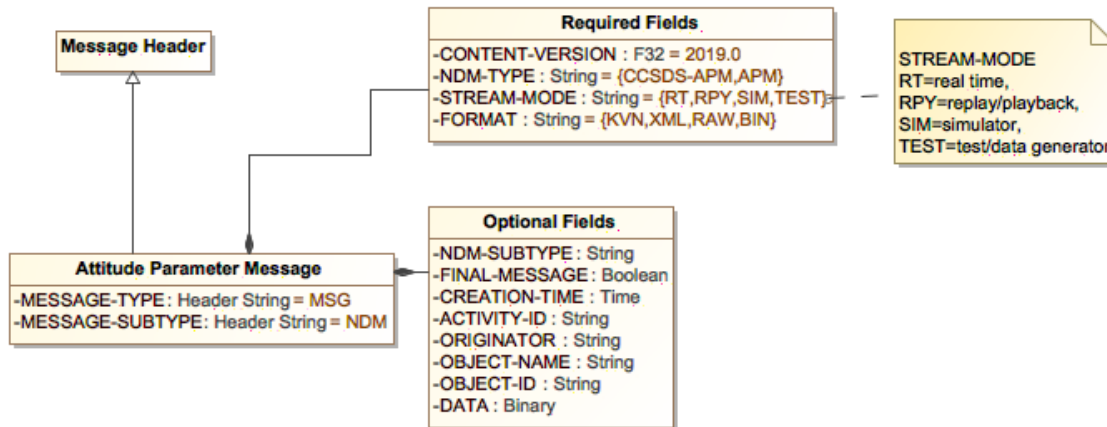 Message Header
Required Fields
-CONTENT-VERSION : F32 = 2019.0
-NDM-TYPE : String = {CCSDS-APM,APM}
-STREAM-MODE : String = {RT,RPY,SIM,TEST}
-FORMAT : String = {KVN,XML,RAW,BIN}
STREAM-MODE
RT=real time,
RPY=replay/playback,
SIM=simulator,
TEST=test/data generator
Attitude Parameter Message
-MESSAGE-TYPE : Header String = MSG
-MESSAGE-SUBTYPE : Header String = NDM
Optional Fields
-NDM-SUBTYPE : String
-FINAL-MESSAGE : Boolean
-CREATION-TIME : Time
-ACTIVITY-ID : String
-ORIGINATOR : String
-OBJECT-NAME : String
-OBJECT-ID : String
-DATA : Binary